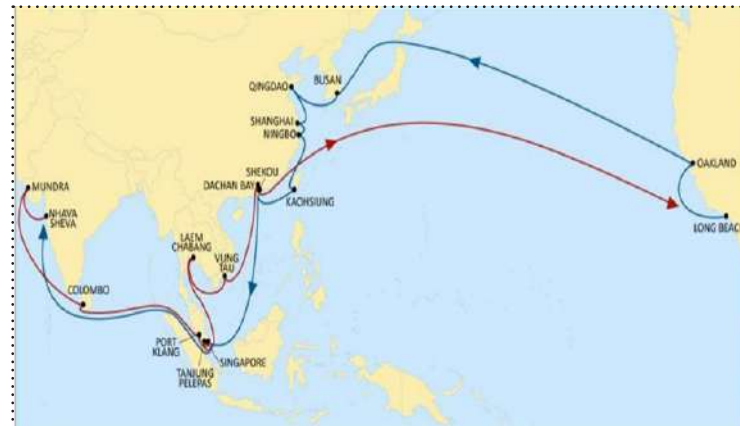 BUSAN
QINGDAO
SHANGHAI
NINGBO
OAKLAND
SHEKOU
DACHAN BAY
MUNDRA
KAOHSIUNG
NHAVA
SHEVA
LONG BEAC
LAEM
CHABANG
VUNG
TAU
COLOMBO
PORT
KLANG
SINGAPORE
TANJUNG
PELEPAS